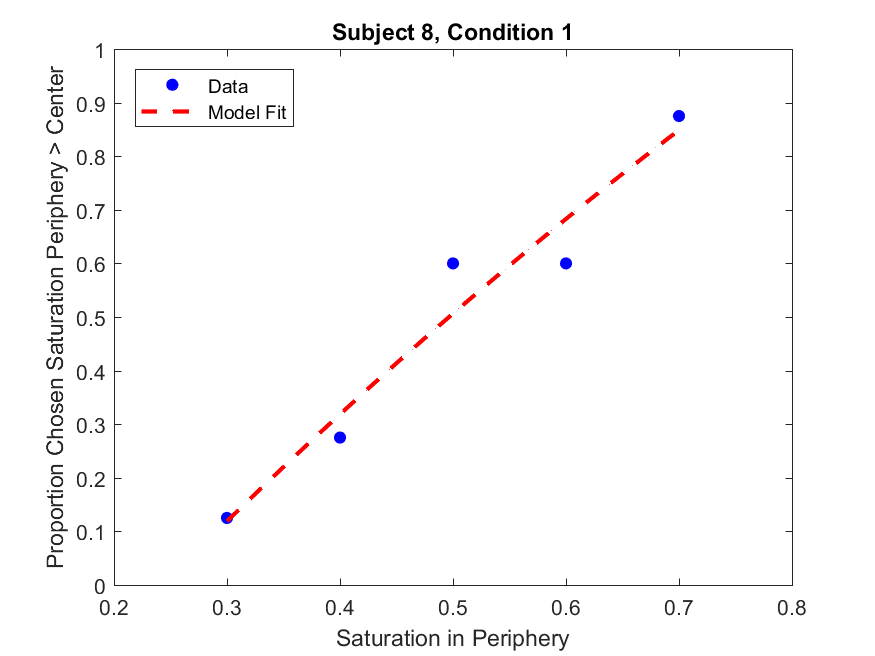 Subject 8, Condition 1
Data
Model Fit
Proportion Chosen Saturation Periphery > Center
1
0.9
0.8
0.7
0.6
0.5
0.4
0.3
0.2
0.1
0
0.2 0.3 0.4 0.5 0.6 0.7 0.8
Saturation in Periphery